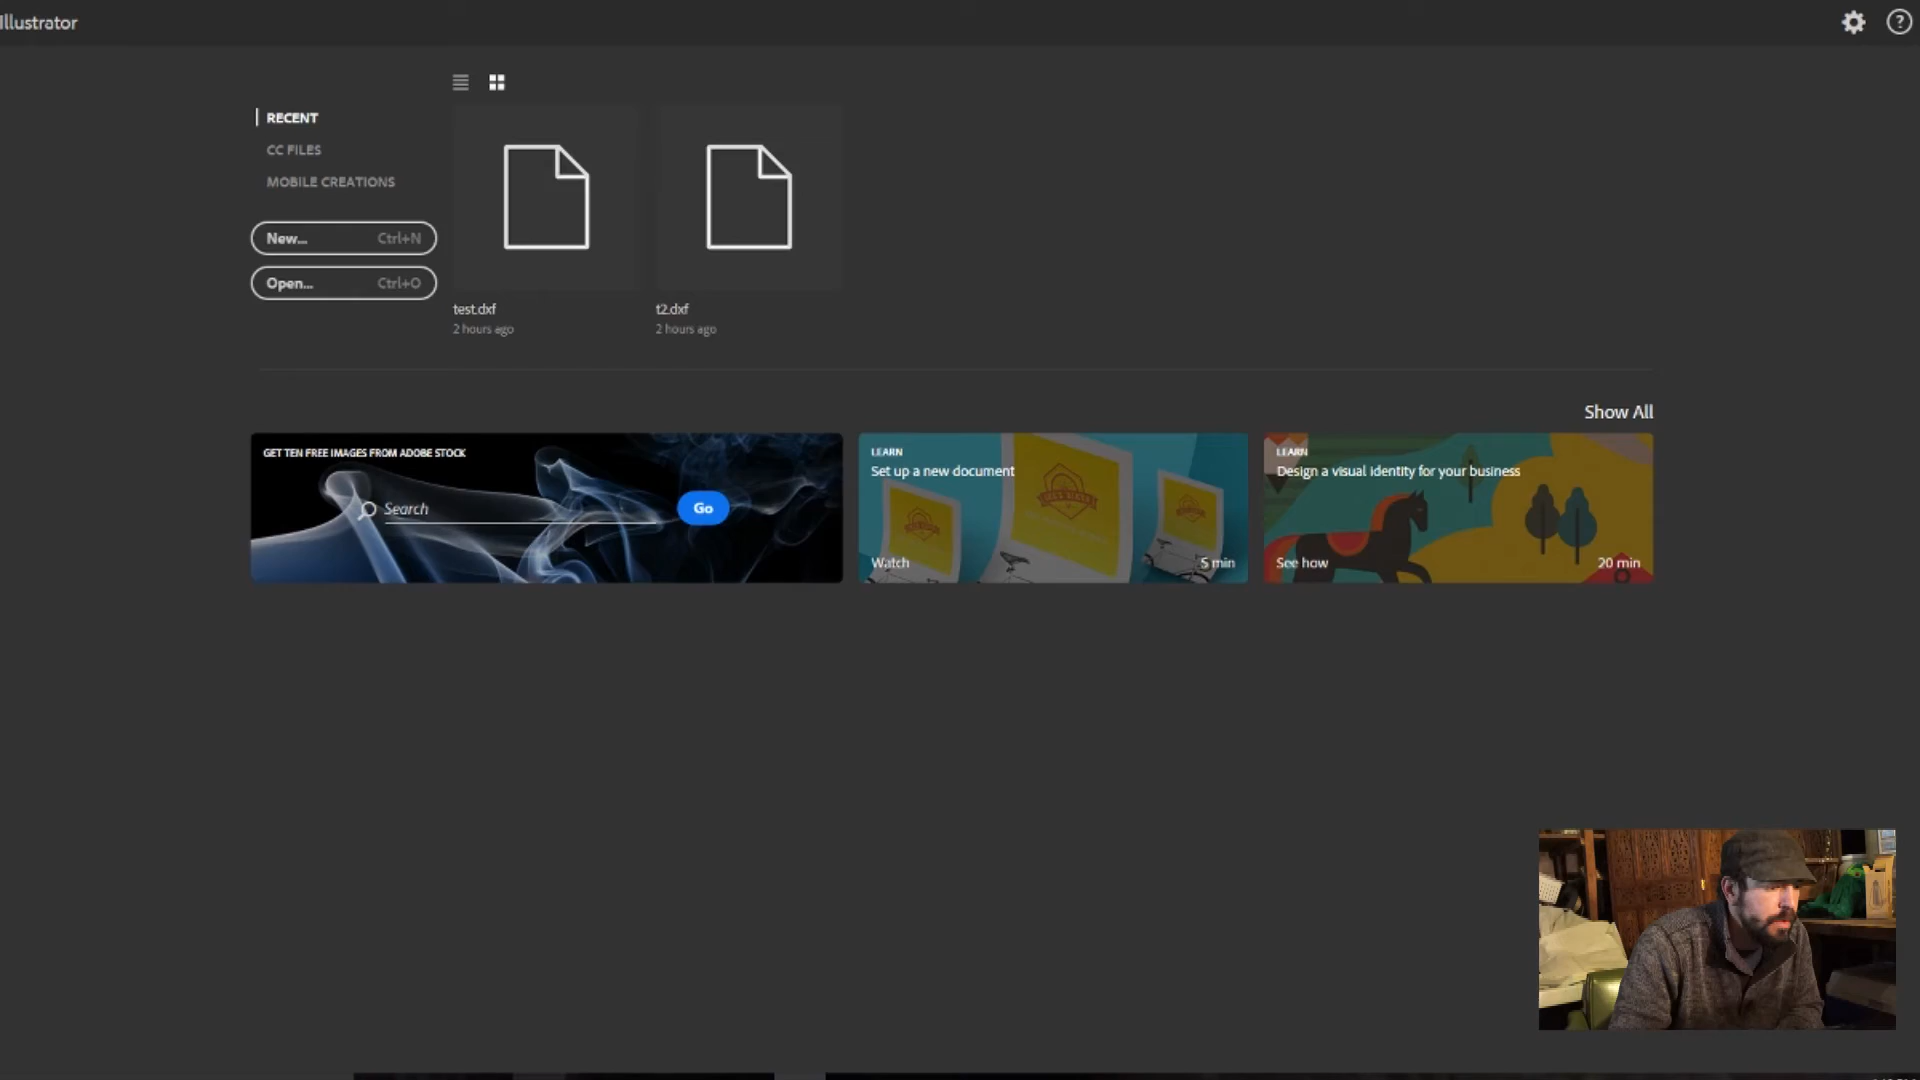 Illustrator
RECENT
CC FILES
MOBILE CREATIONS
New... Ctrl+N
Open... Ctrl+O
test.dxf
2 hours ago
t2.dxf
2 hours ago
Show All
GET TEN FREE IMAGES FROM ADOBE STOCK
Search
Go
LEARN
Set up a new document
Watch
5 min
LEARN
Design a visual identity for your business
See how
20 min